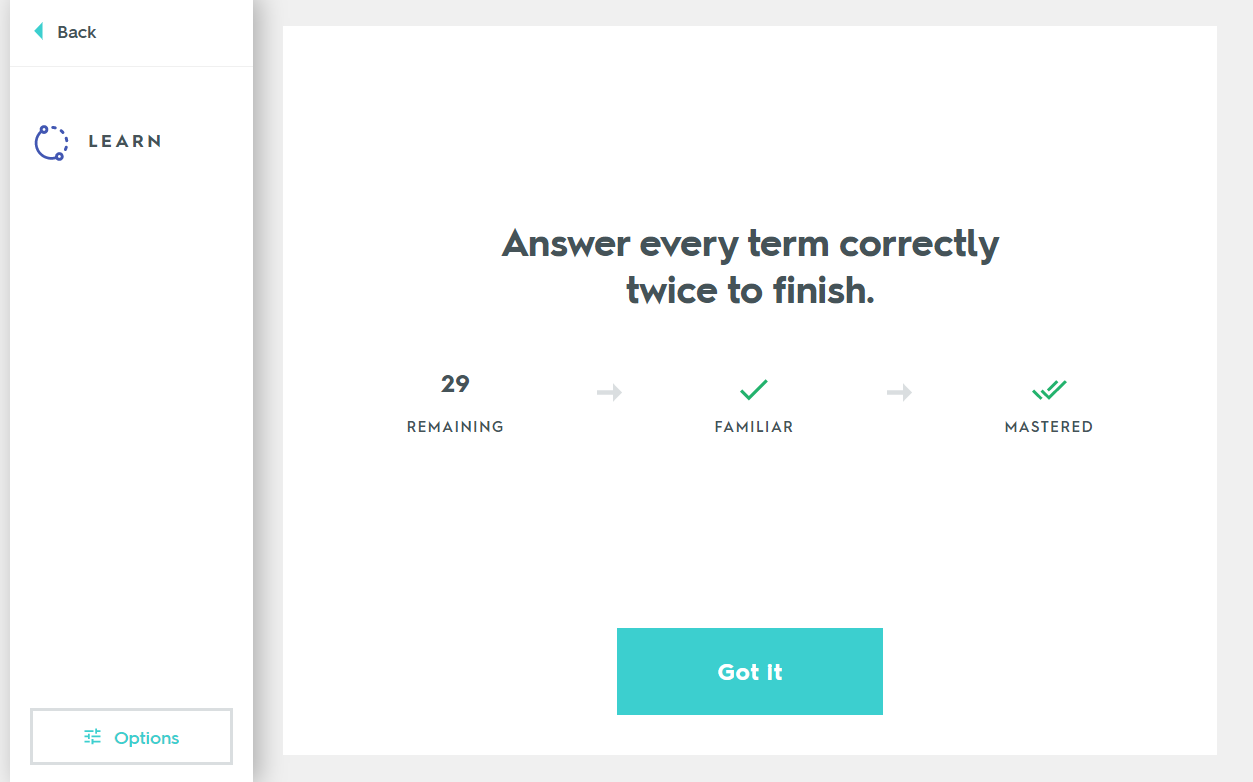 Back
LEARN
Answer every term correctly
twice to finish.
29
REMAINING
FAMILIAR
MASTERED
Got It
Options